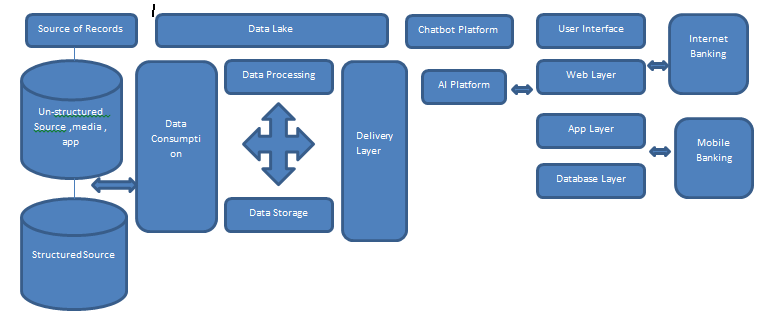 Source of Records
Data Lake
Chatbot Platform
User Interface
Internet
Banking
Un-structured
Source ,media ,
app
Data
Consumpti
on
Data Processing
Data Storage
Delivery
Layer
AI Platform
Web Layer
App Layer
Database Layer
Mobile
Banking
StructuredSource